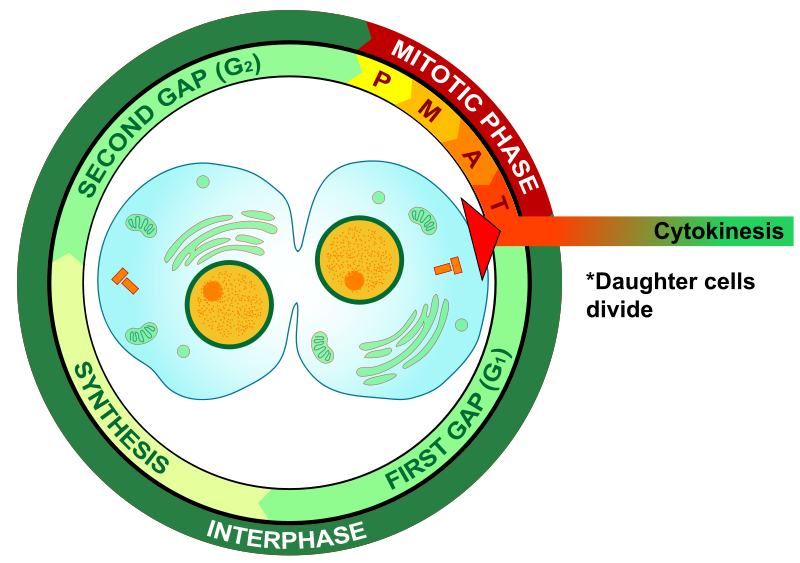 MITOTIC PHASE
SECOND GAP (G₂)
P
M
A
T
Cytokinesis
*Daughter cells
divide
FIRST GAP (G₁)
SYNTHESIS
INTERPHASE